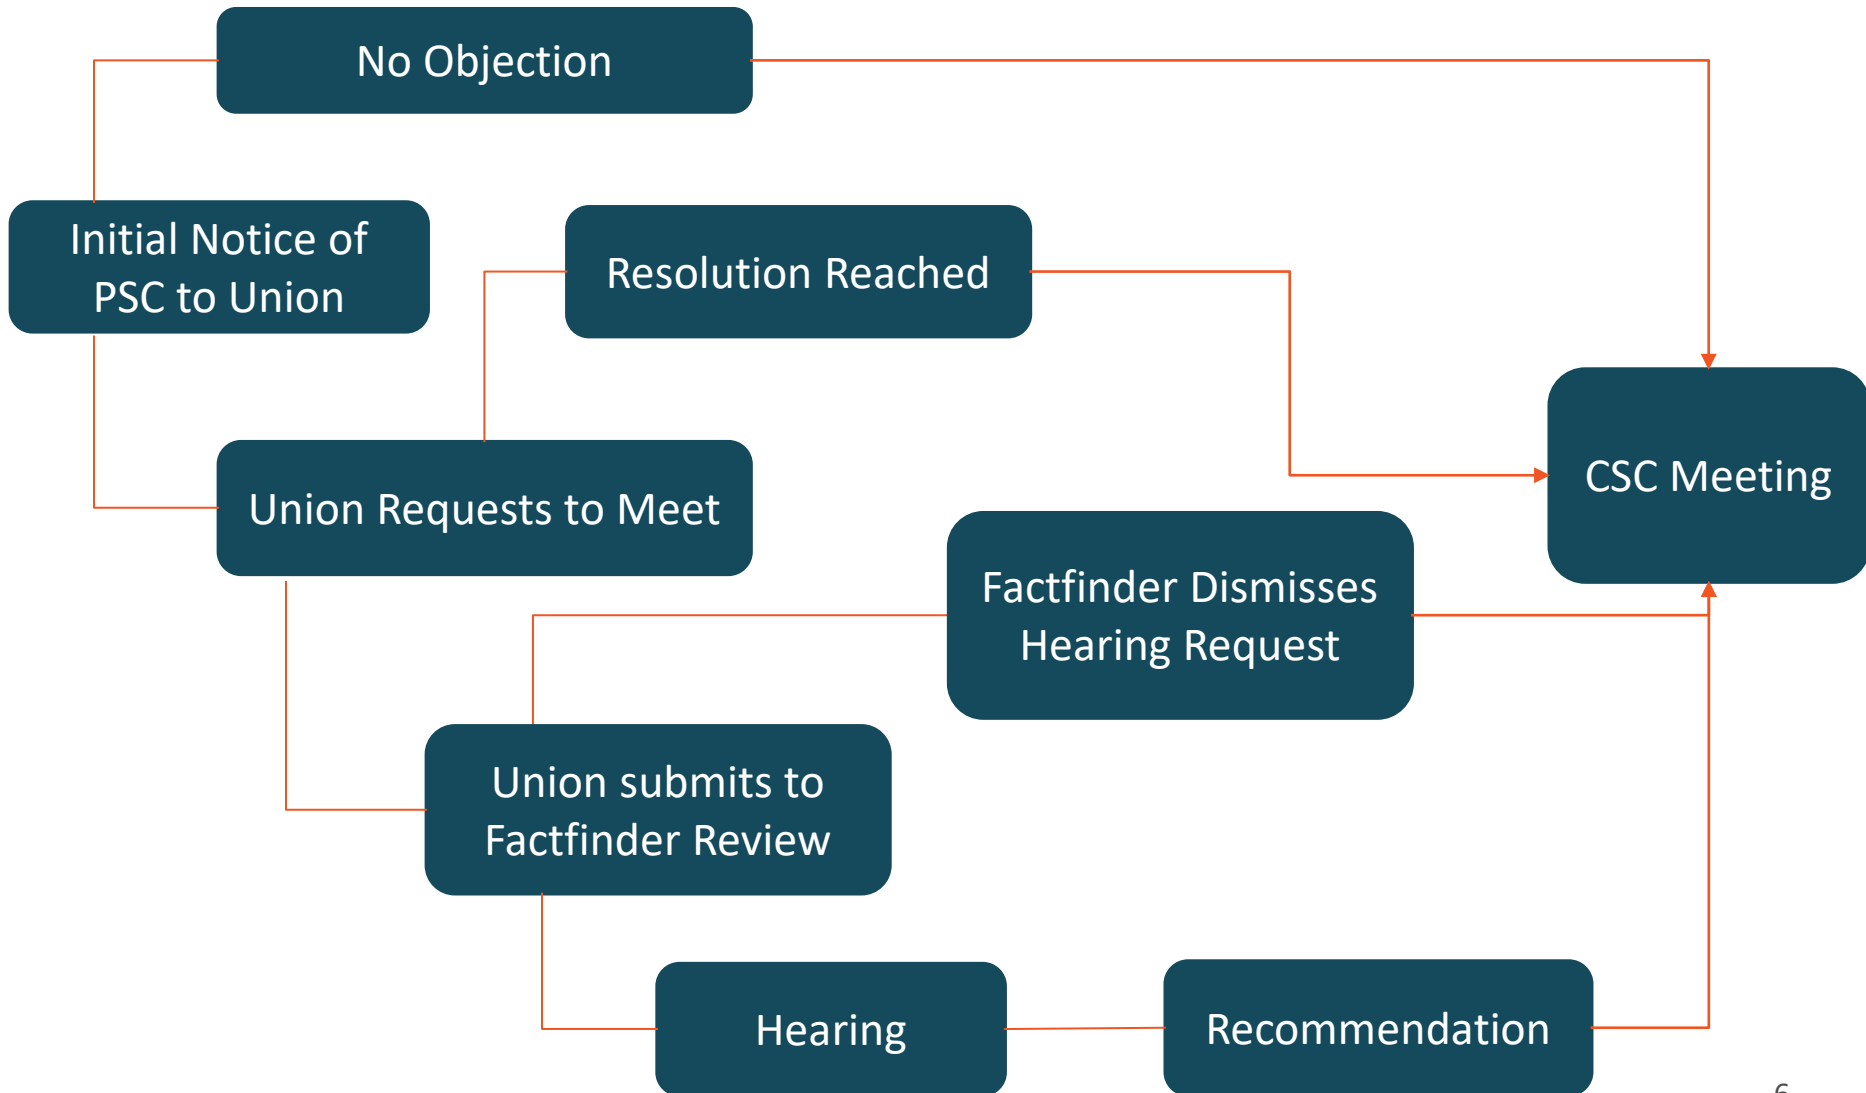 No Objection
Initial Notice of
PSC to Union
Resolution Reached
CSC Meeting
Union Requests to Meet
Factfinder Dismisses
Hearing Request
Union submits to
Factfinder Review
Hearing
Recommendation
6